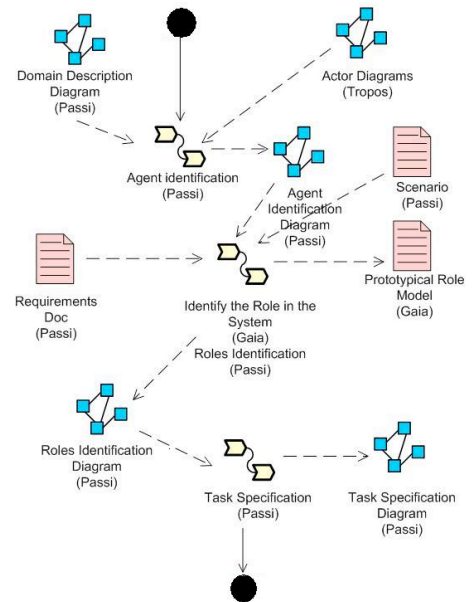 Domain Description
Diagram
(Passi)
Actor Diagrams
(Tropos)
Agent identification
(Passi)
Agent
Identification
Diagram
(Passi)
Scenario
(Passi)
Requirements
Doc
(Passi)
Identify the Role in the
System
(Gaia)
Roles Identification
(Passi)
Prototypical Role
Model
(Gaia)
Roles Identification
Diagram
(Passi)
Task Specification
(Passi)
Task Specification
Diagram
(Passi)